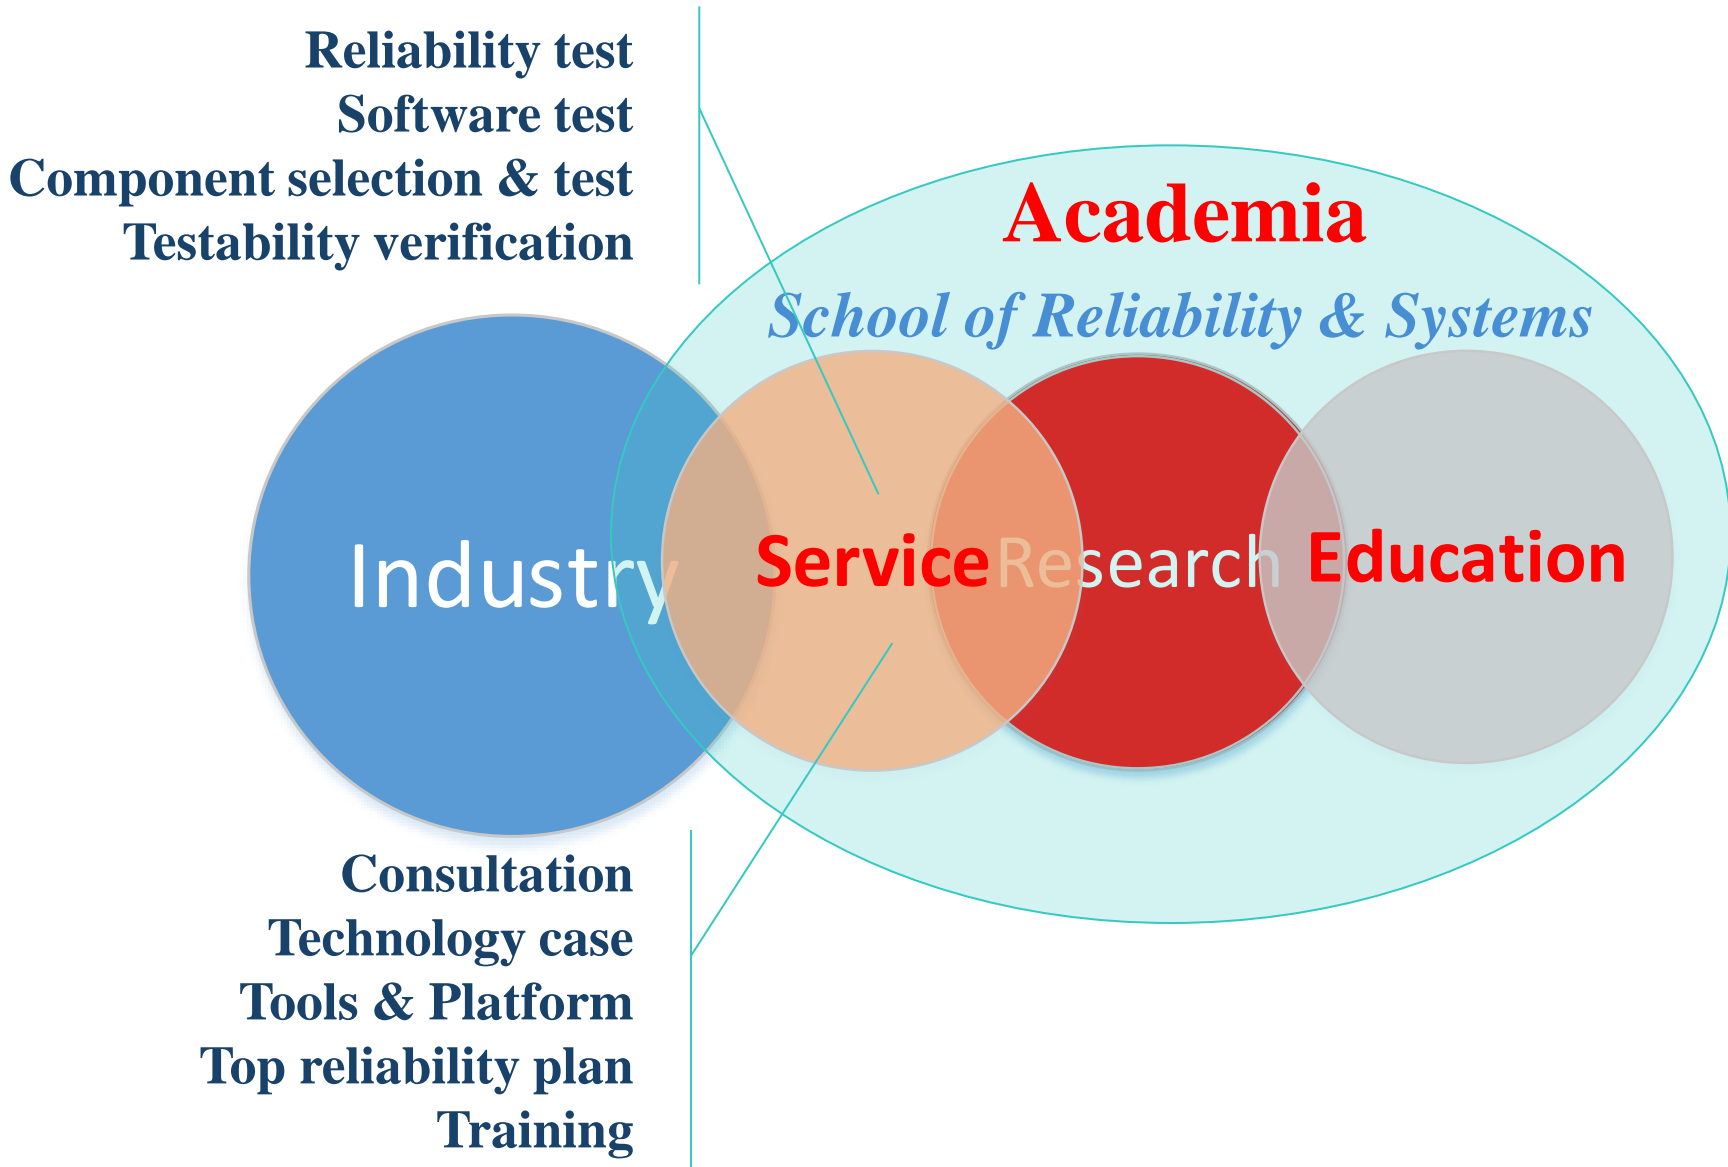 Reliability test
Software test
Component selection & test
Testability verification
Academia
School of Reliability & Systems
Industry
Service
Research
Education
Consultation
Technology case
Tools & Platform
Top reliability plan
Training